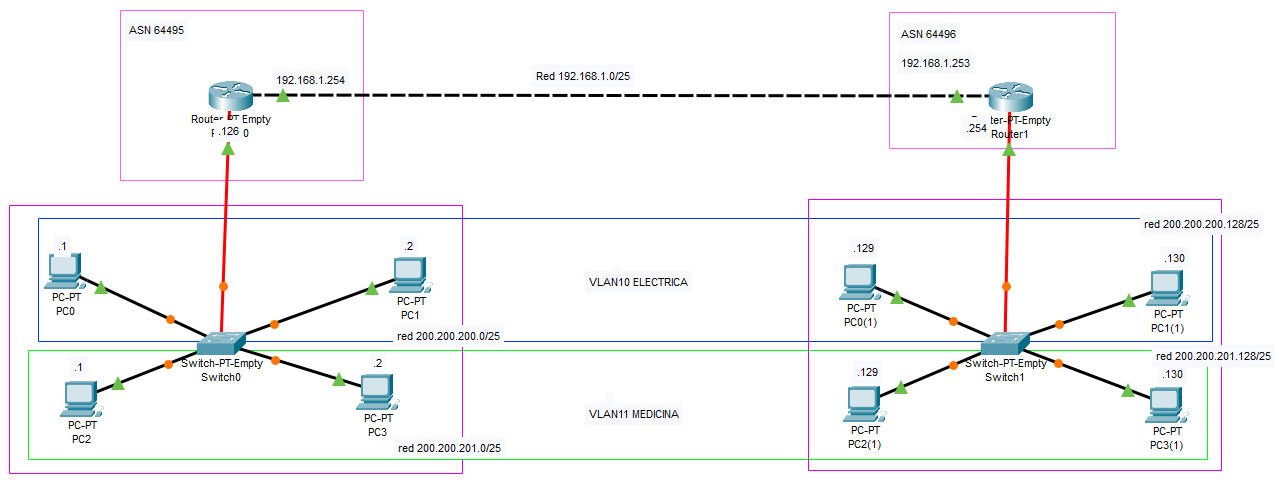 ASN 64495
192.168.1.254
Router-PT-Empty
.126
0
Red 192.168.1.0/25
ASN 64496
192.168.1.253
ter-PT-Empty
.254
Router1
red 200.200.200.128/25
.1
PC-PT
PC0
.2
PC-PT
PC1
VLAN10 ELECTRICA
.129
PC-PT
PC0(1)
.130
PC-PT
PC1(1)
red 200.200.200.0/25
Switch-PT-Empty
Switch0
Switch-PT-Empty
Switch1
red 200.200.201.128/25
.1
PC-PT
PC2
.2
PC-PT
PC3
VLAN11 MEDICINA
.129
PC-PT
PC2(1)
.130
PC-PT
PC3(1)
red 200.200.201.0/25